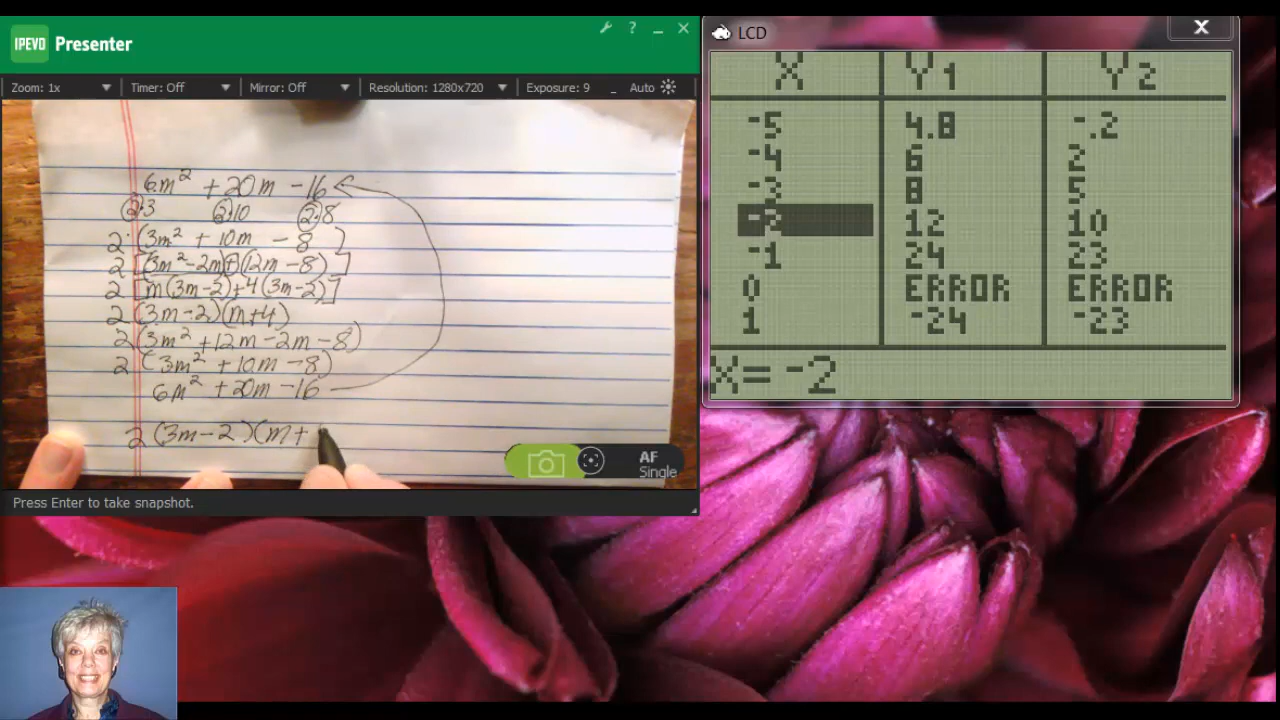 IPEVO Presenter
Zoom: 1x Timer: Off Mirror: Off Resolution: 1280x720 Exposure: 9 Auto
6m² + 20m - 16
2·3 2·10 2·8
2·(3m² + 10m - 8)
2 [(3m² - 2m) + (12m - 8)]
2 [m(3m-2)+4(3m-2)]
2 (3m-2)(m+4)
2(3m² + 12m - 2m - 8)
2 (3m² + 10m - 8)
6m² + 20m - 16
2 (3m-2)(m+
AF
Single
Press Enter to take snapshot.
LCD
X Y1 Y2
-5 4.8 -.2
-4 6 2
-3 8 5
-2 12 10
-1 24 23
0 ERROR ERROR
1 -24 -23
X=-2